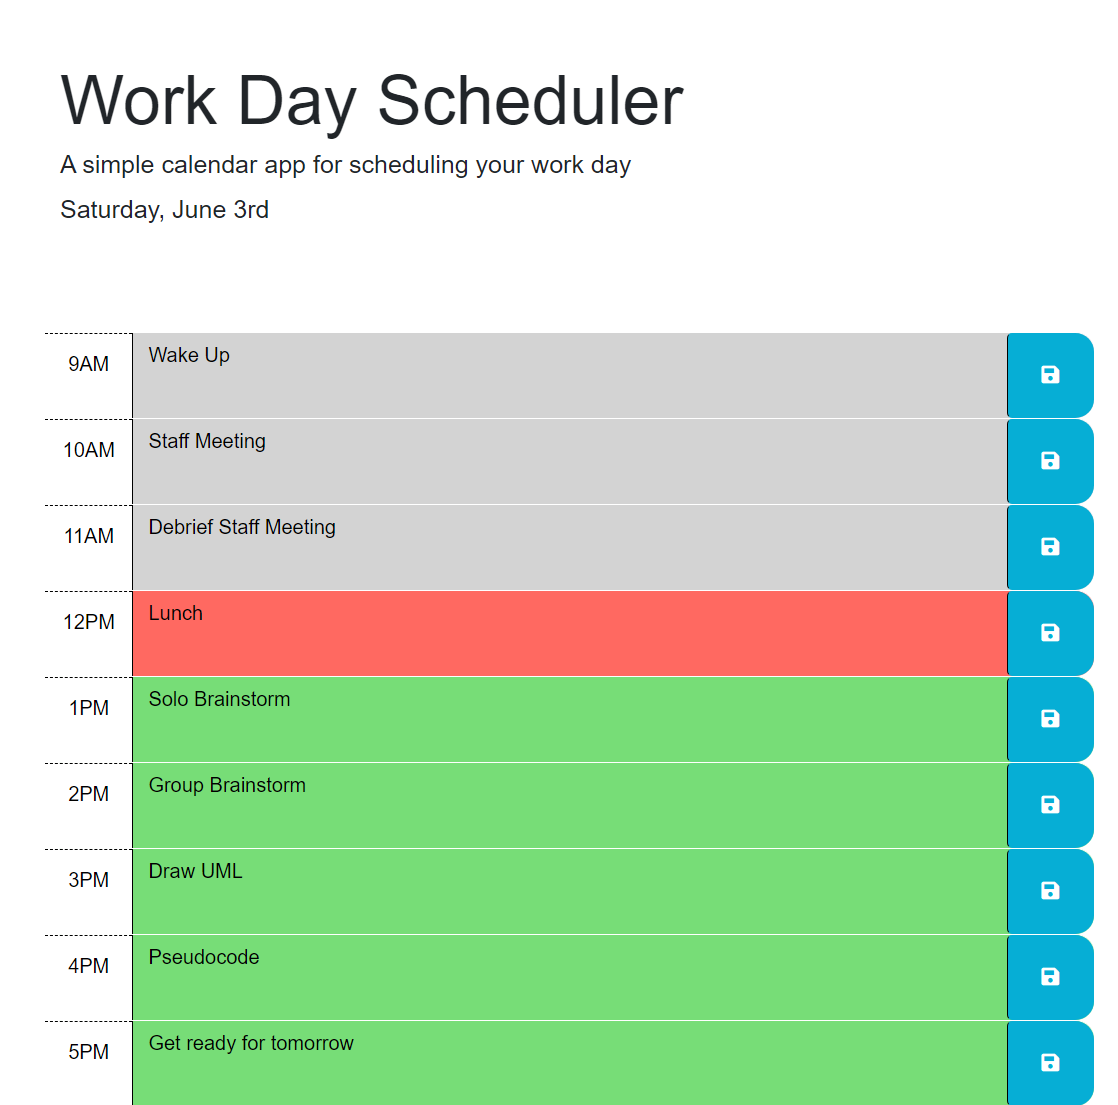 Work Day Scheduler
A simple calendar app for scheduling your work day
Saturday, June 3rd
9AM Wake Up
10AM Staff Meeting
11AM Debrief Staff Meeting
12PM Lunch
1PM Solo Brainstorm
2PM Group Brainstorm
3PM Draw UML
4PM Pseudocode
5PM Get ready for tomorrow